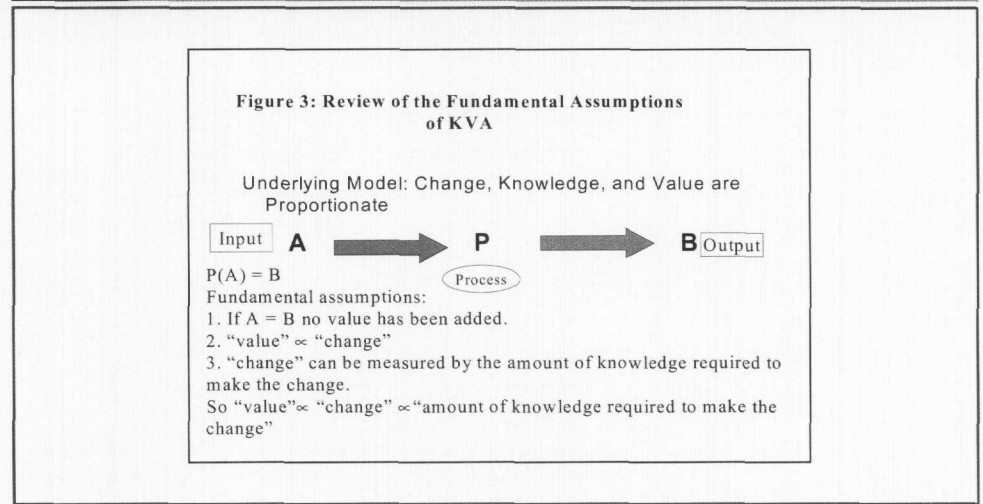 Figure 3: Review of the Fundamental Assumptions
of KVA
Underlying Model: Change, Knowledge, and Value are
Proportionate
Input A P B Output
Process
P(A) = B
Fundamental assumptions:
1. If A = B no value has been added.
2. “value” ∝ “change”
3. “change” can be measured by the amount of knowledge required to
make the change.
So “value”∝ “change” ∝“amount of knowledge required to make the
change”